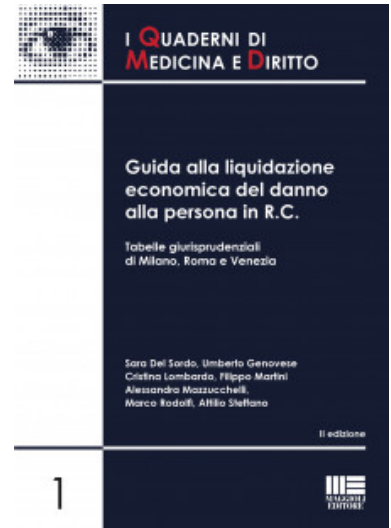 I QUADERNI DI
MEDICINA E DIRITTO
Guida alla liquidazione
economica del danno
alla persona in R.C.
Tabelle giurisprudenziali
di Milano, Roma e Venezia
Sara Del Sordo, Umberto Genovese
Cristina Lombardo, Filippo Martini
Alessandra Mazzucchelli,
Marco Rodolfi, Attilio Steffano
II edizione
1
MAGGIOLI
EDITORE